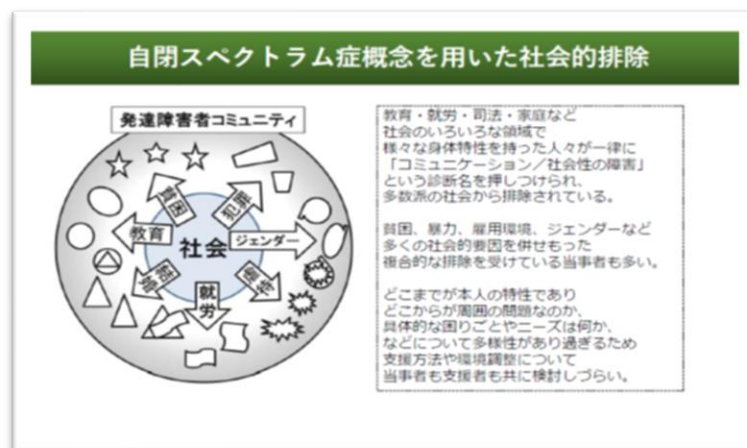 自閉スペクトラム症概念を用いた社会的排除
発達障害者コミュニティ
貧困
犯罪
教育
社会
ジェンダー
就労
教育・就労・司法・家庭など
社会のいろいろな領域で
様々な身体特性を持った人々が一律に
「コミュニケーション/社会性の障害」
という診断名を押しつけられ、
多数派の社会から排除されている。
貧困、暴力、雇用環境、ジェンダーなど
多くの社会的要因を併せもった
複合的な排除を受けている当事者も多い。
どこまでが本人の特性であり
どこからが周囲の問題なのか、
具体的な困りごとやニーズは何か、
などについて多様性があり過ぎるため
支援方法や環境調整について
当事者も支援者も共に検討しづらい。